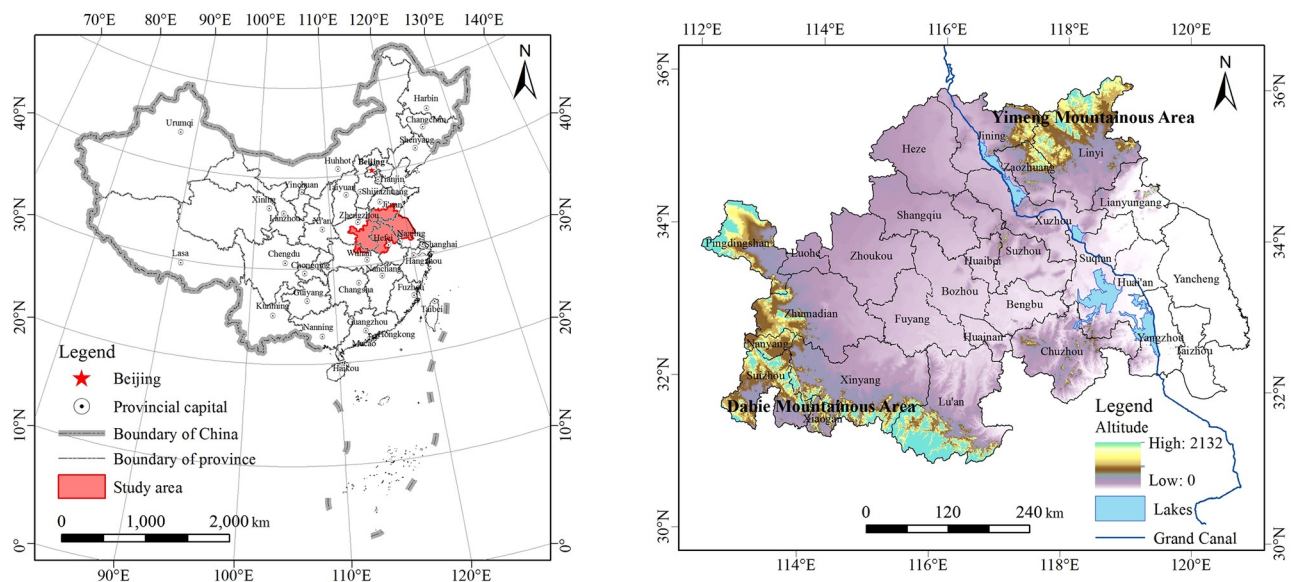 70°E 80°E 90°E 100°E 110°E 120°E 130°E
N
40°N
30°N
20°N
10°N
0°
40°N
30°N
20°N
10°N
0°
90°E 100°E 110°E 120°E
Harbin
Changchun
Shenyang
Urumqi
Huhhot
Beijing
Tianjin
Yinchuan
Taiyuan
Shijiazhuang
Ji'nan
Xining
Lanzhou
Xi'an
Zhengzhou
Hefei
Nanjing
Shanghai
Lasa
Wuhan
Hangzhou
Chengdu
Chongqing
Nanchang
Changsha
Guiyang
Fuzhou
Kunming
Taibei
Nanning
Guangzhou
Hongkong
Macao
Haikou
Legend
Beijing
Provincial capital
Boundary of China
Boundary of province
Study area
0 1,000 2,000 km
112°E 114°E 116°E 118°E 120°E
N
36°N
34°N
32°N
30°N
36°N
34°N
32°N
30°N
114°E 116°E 118°E 120°E
Yimeng Mountainous Area
Jining
Heze
Linyi
Zaozhuang
Lianyungang
Shangqiu
Xuzhou
Pingdingshan
Luohe
Zhoukou
Huaibei
Suzhou
Suqian
Yancheng
Huai'an
Bozhou
Bengbu
Zhumadian
Fuyang
Huainan
Yangzhou
Nanyang
Chuzhou
Taizhou
Suizhou
Xinyang
Lu'an
Dabie Mountainous Area
Xiaogan
Legend
Altitude
High: 2132
Low: 0
Lakes
Grand Canal
0 120 240 km